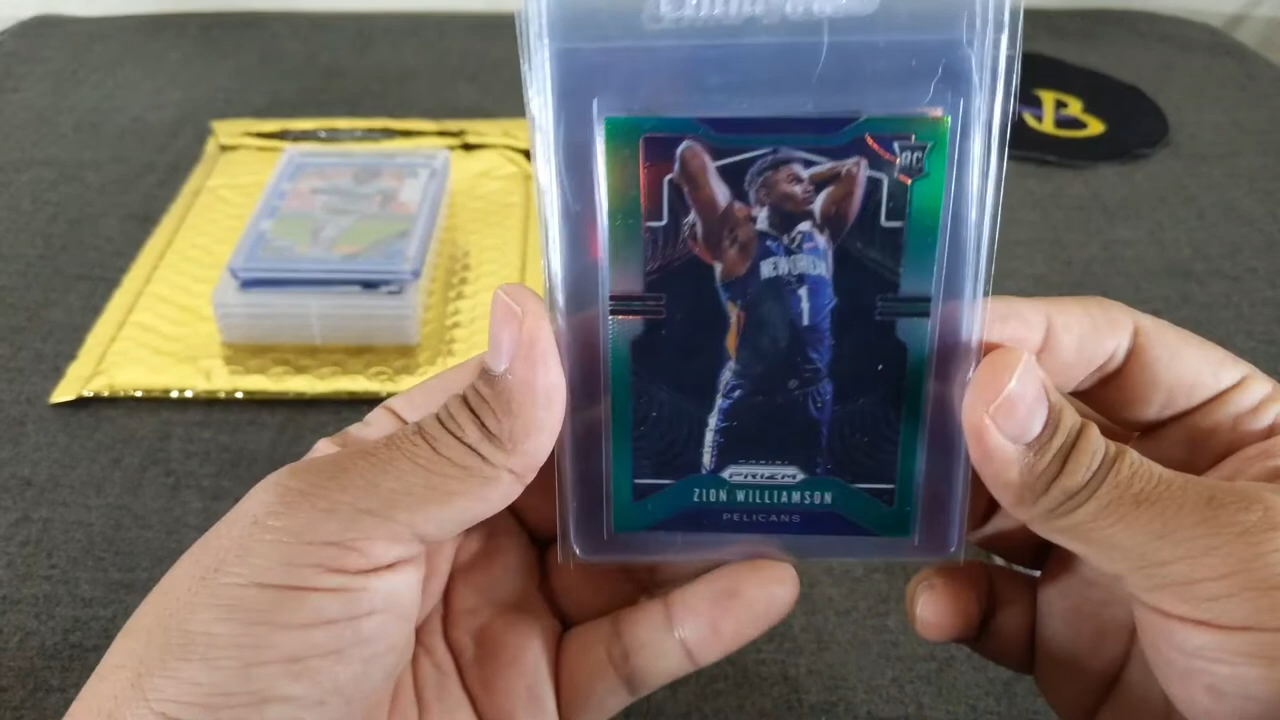 B
RC
NEW ORLEANS
1
PANINI
PRIZM
ZION WILLIAMSON
PELICANS